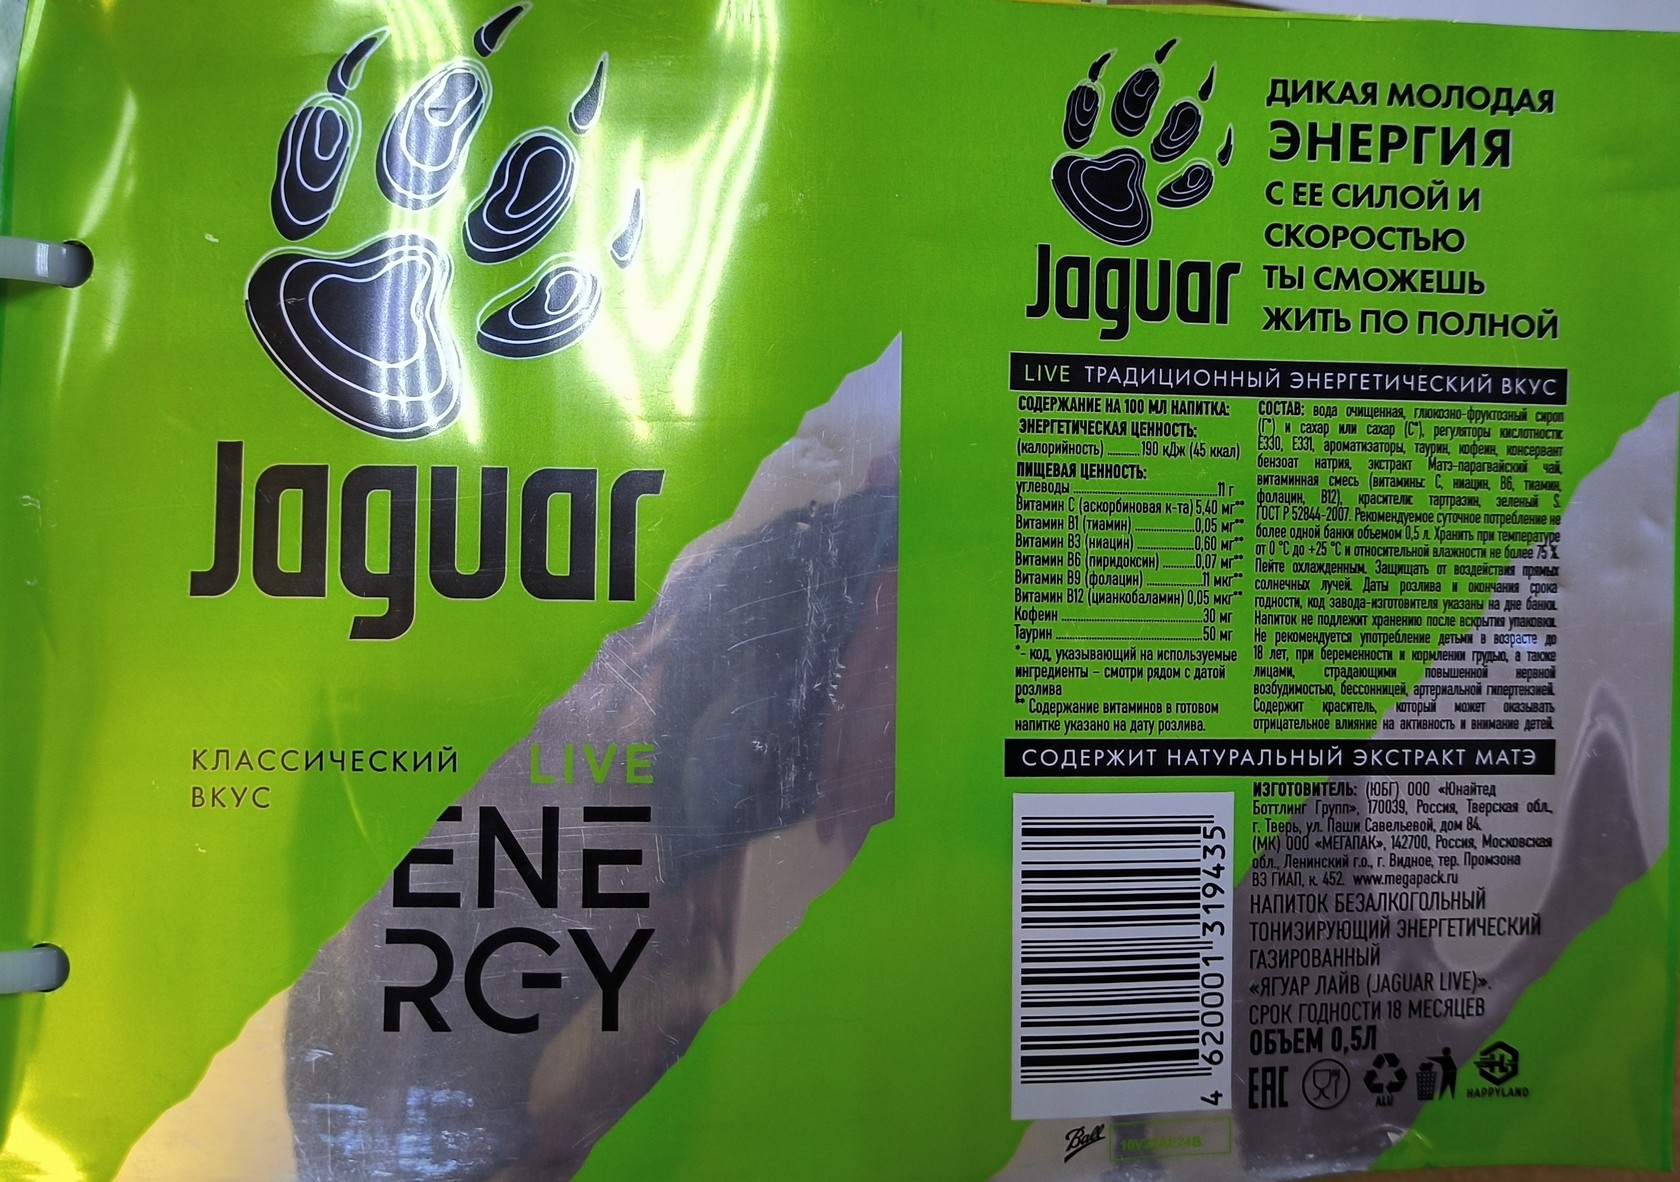 Jaguar
КЛАССИЧЕСКИЙ
ВКУС
LIVE
ENE
RGY
Jaguar
ДИКАЯ МОЛОДАЯ
ЭНЕРГИЯ
С ЕЕ СИЛОЙ И
СКОРОСТЬЮ
ТЫ СМОЖЕШЬ
ЖИТЬ ПО ПОЛНОЙ
LIVE ТРАДИЦИОННЫЙ ЭНЕРГЕТИЧЕСКИЙ ВКУС
СОДЕРЖАНИЕ НА 100 МЛ НАПИТКА:
ЭНЕРГЕТИЧЕСКАЯ ЦЕННОСТЬ:
(калорийность) ..........190 кДж (45 ккал)
ПИЩЕВАЯ ЦЕННОСТЬ:
углеводы ..........11 г
Витамин С (аскорбиновая к-та) 5,40 мг**
Витамин В1 (тиамин) ..........0,05 мг**
Витамин В3 (ниацин) ..........0,60 мг**
Витамин В6 (пиридоксин) ..........0,07 мг**
Витамин В9 (фолацин) ..........11 мкг**
Витамин В12 (цианкобаламин) 0,05 мкг**
Кофеин ..........30 мг
Таурин ..........50 мг
*- код, указывающий на используемые
ингредиенты – смотри рядом с датой
розлива
** Содержание витаминов в готовом
напитке указано на дату розлива.
СОСТАВ: вода очищенная, глюкозно-фруктозный сироп
(Г*) и сахар или сахар (С*), регуляторы кислотности:
Е330, Е331, ароматизаторы, таурин, кофеин, консервант
бензоат натрия, экстракт Матэ-парагвайский чай,
витаминная смесь (витамины: С, ниацин, В6, тиамин,
фолацин, В12), красители: тартразин, зеленый S.
ГОСТ Р 52844-2007. Рекомендуемое суточное потребление не
более одной банки объемом 0,5 л. Хранить при температуре
от 0 °С до +25 °С и относительной влажности не более 75 %.
Пейте охлажденным. Защищать от воздействия прямых
солнечных лучей. Даты розлива и окончания срока
годности, код завода-изготовителя указаны на дне банки.
Напиток не подлежит хранению после вскрытия упаковки.
Не рекомендуется употребление детьми в возрасте до
18 лет, при беременности и кормлении грудью, а также
лицами, страдающими повышенной нервной
возбудимостью, бессонницей, артериальной гипертензией.
Содержит краситель, который может оказывать
отрицательное влияние на активность и внимание детей.
СОДЕРЖИТ НАТУРАЛЬНЫЙ ЭКСТРАКТ МАТЭ
ИЗГОТОВИТЕЛЬ: (ЮБГ) ООО «Юнайтед
Боттлинг Групп», 170039, Россия, Тверская обл.,
г. Тверь, ул. Паши Савельевой, дом 84.
(МК) ООО «МЕГАПАК», 142700, Россия, Московская
обл., Ленинский г.о., г. Видное, тер. Промзона
ВЗ ГИАП, к. 452. www.megapack.ru
НАПИТОК БЕЗАЛКОГОЛЬНЫЙ
ТОНИЗИРУЮЩИЙ ЭНЕРГЕТИЧЕСКИЙ
ГАЗИРОВАННЫЙ
«ЯГУАР ЛАЙВ (JAGUAR LIVE)».
СРОК ГОДНОСТИ 18 МЕСЯЦЕВ
ОБЪЕМ 0,5Л
EAC
ALU
HAPPYLAND
4 620001 319435
Ball